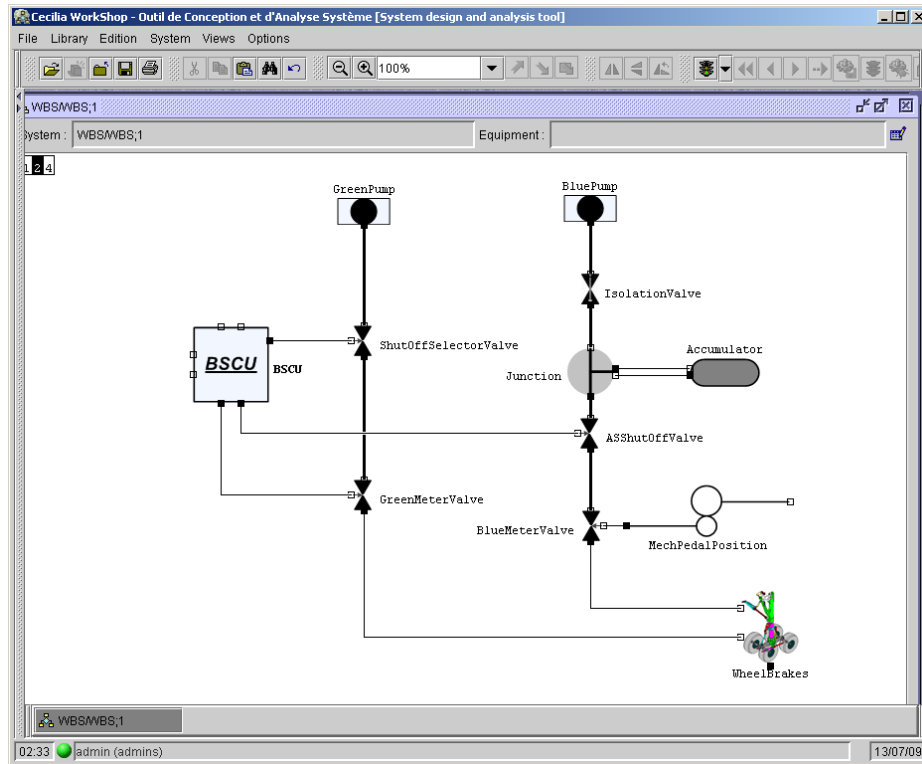 Cecilia WorkShop - Outil de Conception et d'Analyse Système [System design and analysis tool]
File Library Edition System Views Options
100%
WBS/WBS;1
System : WBS/WBS;1 Equipment :
1 2 4
GreenPump
BluePump
IsolationValve
ShutOffSelectorValve
Accumulator
BSCU
BSCU
Junction
ASShutOffValve
GreenMeterValve
BlueMeterValve
MechPedalPosition
WheelBrakes
WBS/WBS;1
02:33 admin (admins) 13/07/09